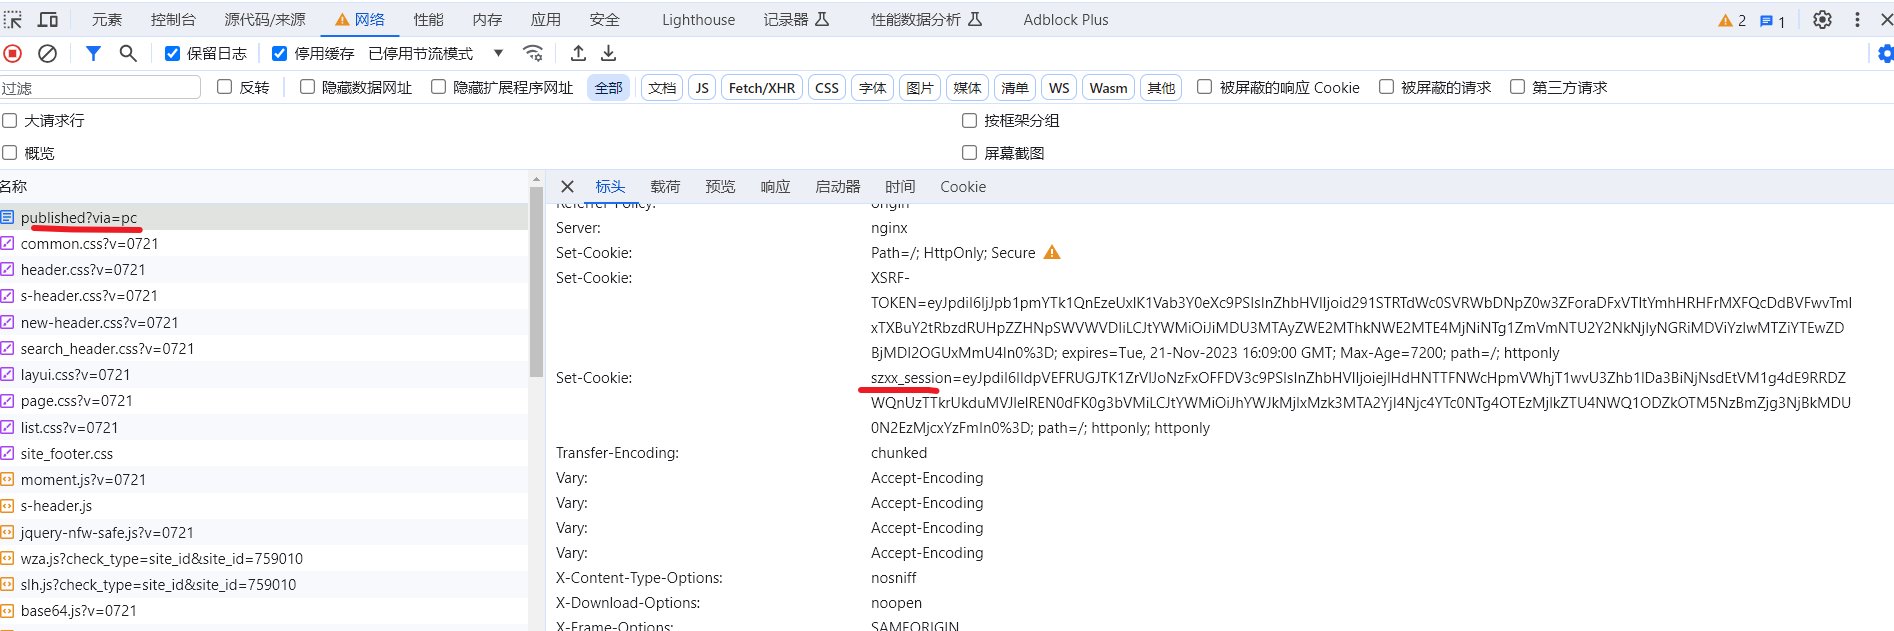 元素 控制台 源代码/来源 网络 性能 内存 应用 安全 Lighthouse 记录器 性能数据分析 Adblock Plus 2 1
保留日志 停用缓存 已停用节流模式
过滤 反转 隐藏数据网址 隐藏扩展程序网址 全部 文档 JS Fetch/XHR CSS 字体 图片 媒体 清单 WS Wasm 其他 被屏蔽的响应 Cookie 被屏蔽的请求 第三方请求
大请求行 按框架分组
概览 屏幕截图
名称
published?via=pc
common.css?v=0721
header.css?v=0721
s-header.css?v=0721
new-header.css?v=0721
search_header.css?v=0721
layui.css?v=0721
page.css?v=0721
list.css?v=0721
site_footer.css
moment.js?v=0721
s-header.js
jquery-nfw-safe.js?v=0721
wza.js?check_type=site_id&site_id=759010
slh.js?check_type=site_id&site_id=759010
base64.js?v=0721
标头 载荷 预览 响应 启动器 时间 Cookie
Referrer-Policy: origin
Server: nginx
Set-Cookie: Path=/; HttpOnly; Secure
Set-Cookie: XSRF-
BjMDI2OGUxMmU4In0%3D; expires=Tue, 21-Nov-2023 16:09:00 GMT; Max-Age=7200; path=/; httponly
Set-Cookie:
0N2EzMjcxYzFmIn0%3D; path=/; httponly; httponly
Transfer-Encoding: chunked
Vary: Accept-Encoding
Vary: Accept-Encoding
Vary: Accept-Encoding
Vary: Accept-Encoding
X-Content-Type-Options: nosniff
X-Download-Options: noopen
X-Frame-Options: SAMEORIGIN